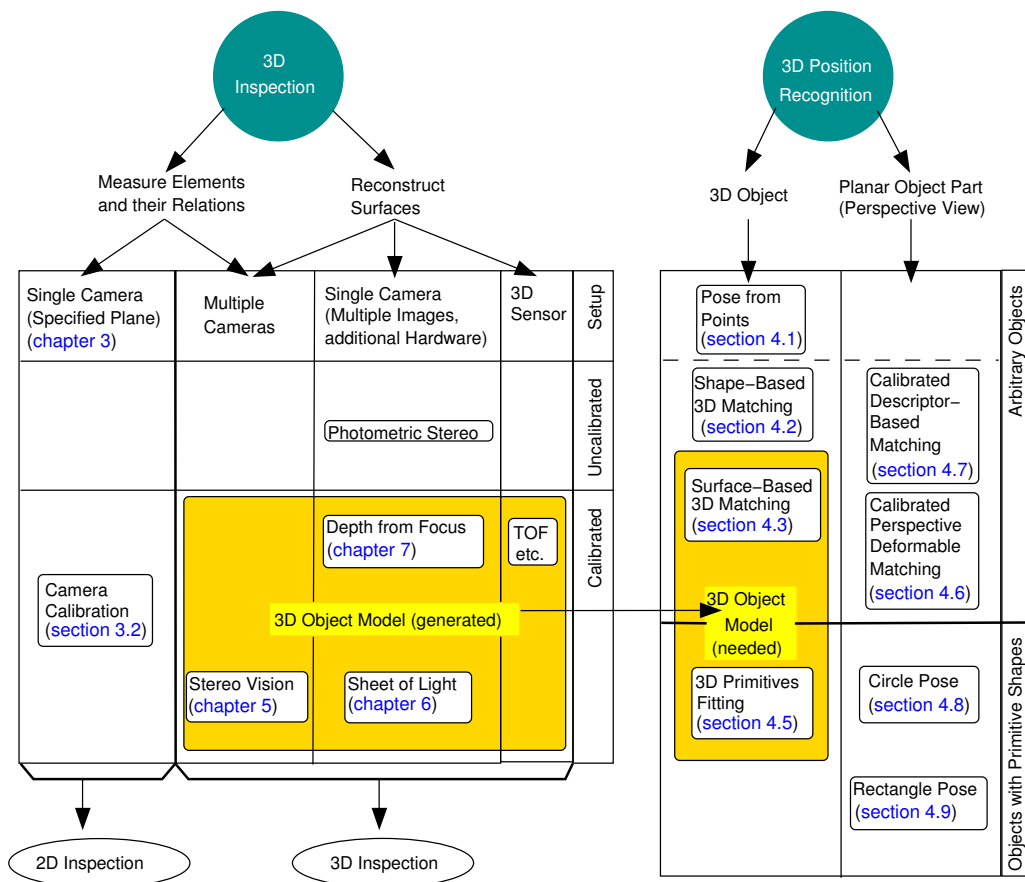 3D
Inspection
3D Position
Recognition
Measure Elements
and their Relations
Reconstruct
Surfaces
3D Object
Planar Object Part
(Perspective View)
Single Camera
(Specified Plane)
(chapter 3)
Multiple
Cameras
Single Camera
(Multiple Images,
additional Hardware)
3D
Sensor
Setup
Uncalibrated
Photometric Stereo
Calibrated
Depth from Focus
(chapter 7)
TOF
etc.
Camera
Calibration
(section 3.2)
3D Object Model (generated)
Stereo Vision
(chapter 5)
Sheet of Light
(chapter 6)
2D Inspection
3D Inspection
Pose from
Points
(section 4.1)
Shape−Based
3D Matching
(section 4.2)
Calibrated
Descriptor−
Based
Matching
(section 4.7)
Surface−Based
3D Matching
(section 4.3)
Calibrated
Perspective
Deformable
Matching
(section 4.6)
Arbitrary Objects
3D Object
Model
(needed)
3D Primitives
Fitting
(section 4.5)
Circle Pose
(section 4.8)
Rectangle Pose
(section 4.9)
Objects with Primitive Shapes